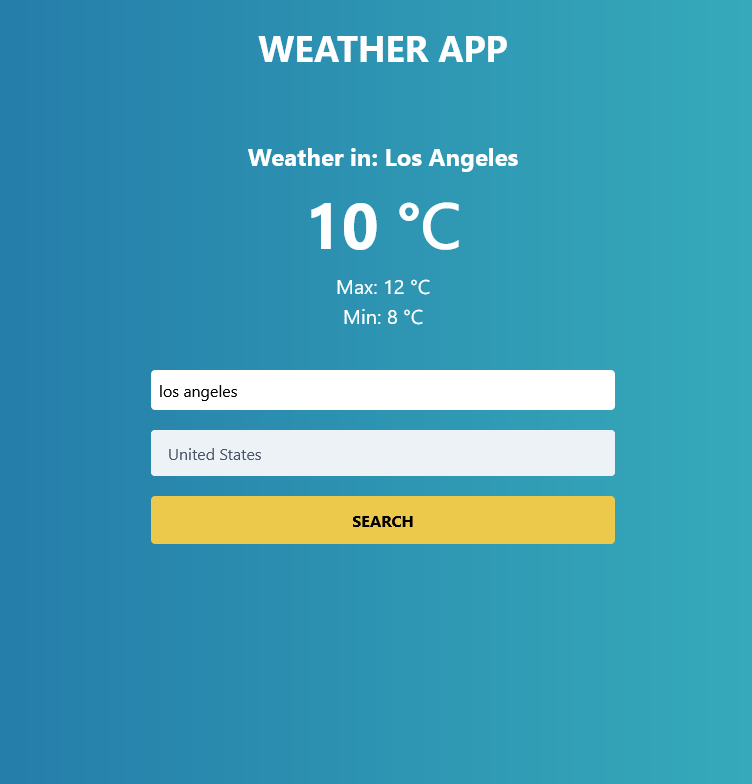 WEATHER APP
Weather in: Los Angeles
10 °C
Max: 12 °C
Min: 8 °C
los angeles
United States
SEARCH